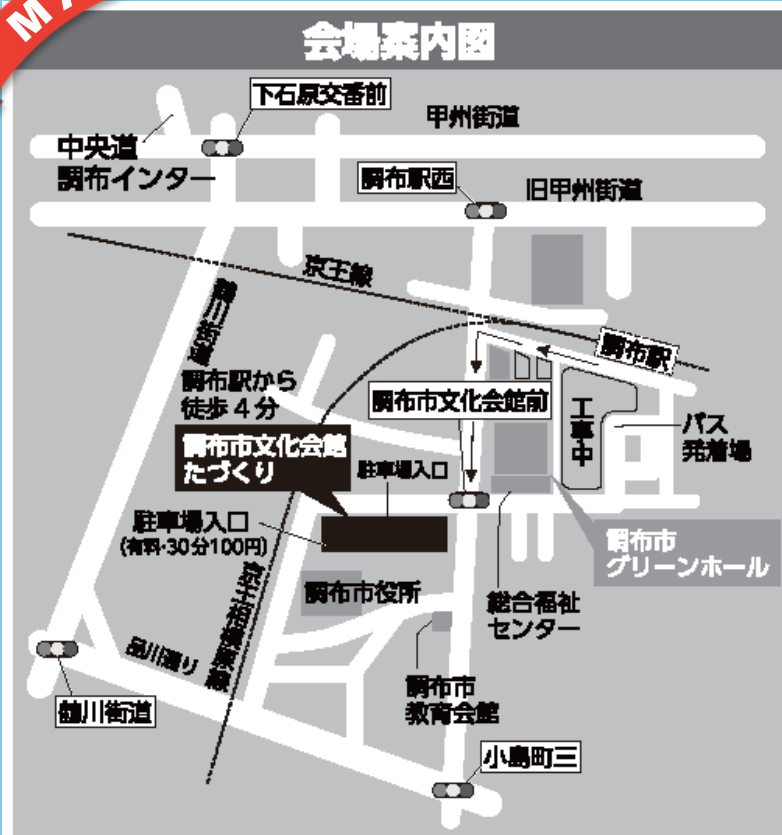 MA
会場案内図
下石原交番前
甲州街道
中央道
調布インター
調布駅西
旧甲州街道
京王線
鶴川街道
調布駅
調布駅から
徒歩4分
調布市文化会館前
工事中
バス
発着場
調布市文化会館
たづくり
駐車場入口
駐車場入口
(有料・30分100円)
調布市
グリーンホール
調布市役所
総合福祉
センター
京王相模原線
品川通り
調布市
教育会館
鶴川街道
小島町三